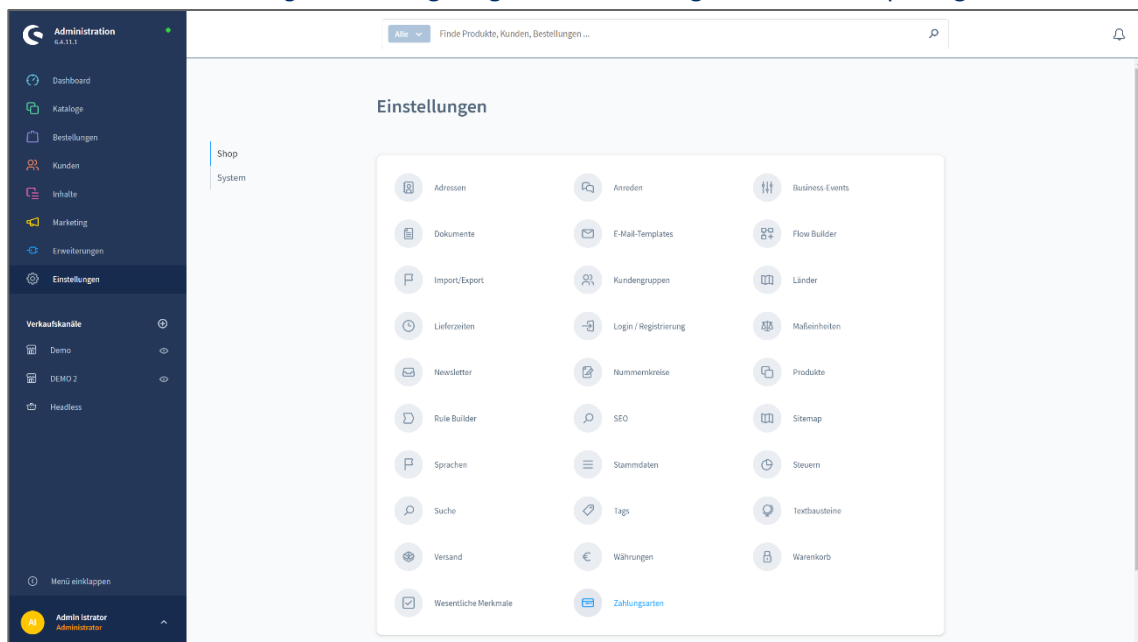 Administration
6.4.11.1
Alle
Finde Produkte, Kunden, Bestellungen ...
Dashboard
Kataloge
Bestellungen
Kunden
Inhalte
Marketing
Erweiterungen
Einstellungen
Verkaufskanäle
Demo
DEMO 2
Headless
Menü einklappen
AI
Admin istrator
Administrator
Einstellungen
Shop
System
Adressen
Anreden
Business-Events
Dokumente
E-Mail-Templates
Flow Builder
Import/Export
Kundengruppen
Länder
Lieferzeiten
Login / Registrierung
Maßeinheiten
Newsletter
Nummernkreise
Produkte
Rule Builder
SEO
Sitemap
Sprachen
Stammdaten
Steuern
Suche
Tags
Textbausteine
Versand
Währungen
Warenkorb
Wesentliche Merkmale
Zahlungsarten